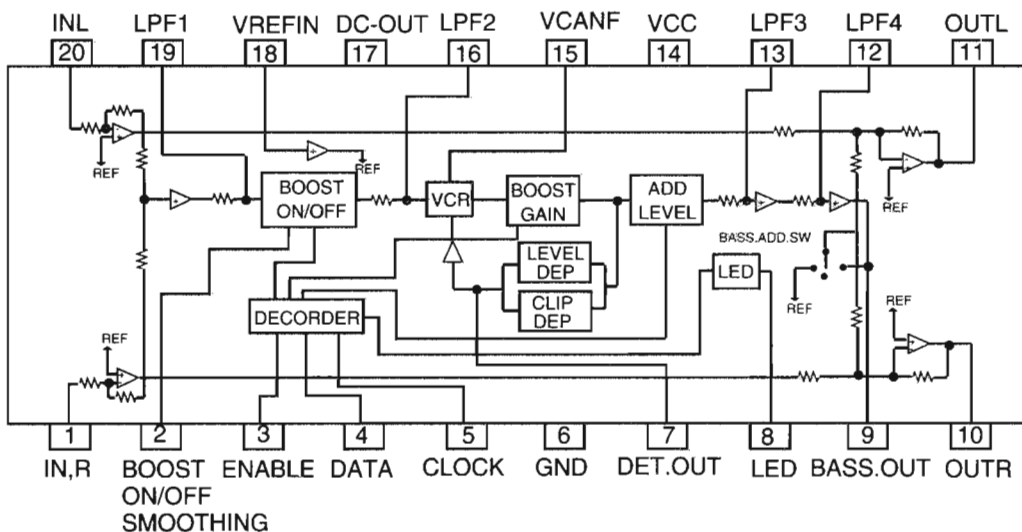 INL LPF1 VREFIN DC-OUT LPF2 VCANF VCC LPF3 LPF4 OUTL
20 19 18 17 16 15 14 13 12 11
REF
REF
REF
BOOST
ON/OFF
VCR
BOOST
GAIN
ADD
LEVEL
BASS.ADD.SW
LEVEL
DEP
LED
CLIP
DEP
REF
DECORDER
REF
REF
1 2 3 4 5 6 7 8 9 10
IN,R BOOST ENABLE DATA CLOCK GND DET.OUT LED BASS.OUT OUTR
ON/OFF
SMOOTHING